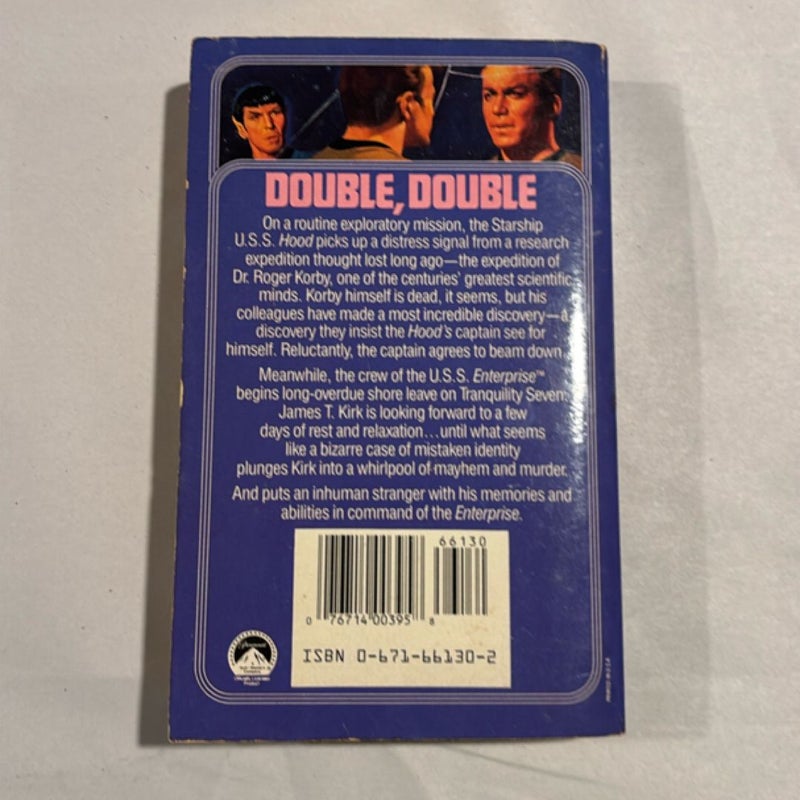 DOUBLE, DOUBLE
On a routine exploratory mission, the Starship
U.S.S. Hood picks up a distress signal from a research
expedition thought lost long ago—the expedition of
Dr. Roger Korby, one of the centuries' greatest scientific
minds. Korby himself is dead, it seems, but his
colleagues have made a most incredible discovery—a
discovery they insist the Hood's captain see for
himself. Reluctantly, the captain agrees to beam down.
Meanwhile, the crew of the U.S.S. Enterprise™
begins long-overdue shore leave on Tranquility Seven.
James T. Kirk is looking forward to a few
days of rest and relaxation...until what seems
like a bizarre case of mistaken identity
plunges Kirk into a whirlpool of mayhem and murder.
And puts an inhuman stranger with his memories and
abilities in command of the Enterprise.
66130
0 76714 00395 8
ISBN 0-671-66130-2
Paramount